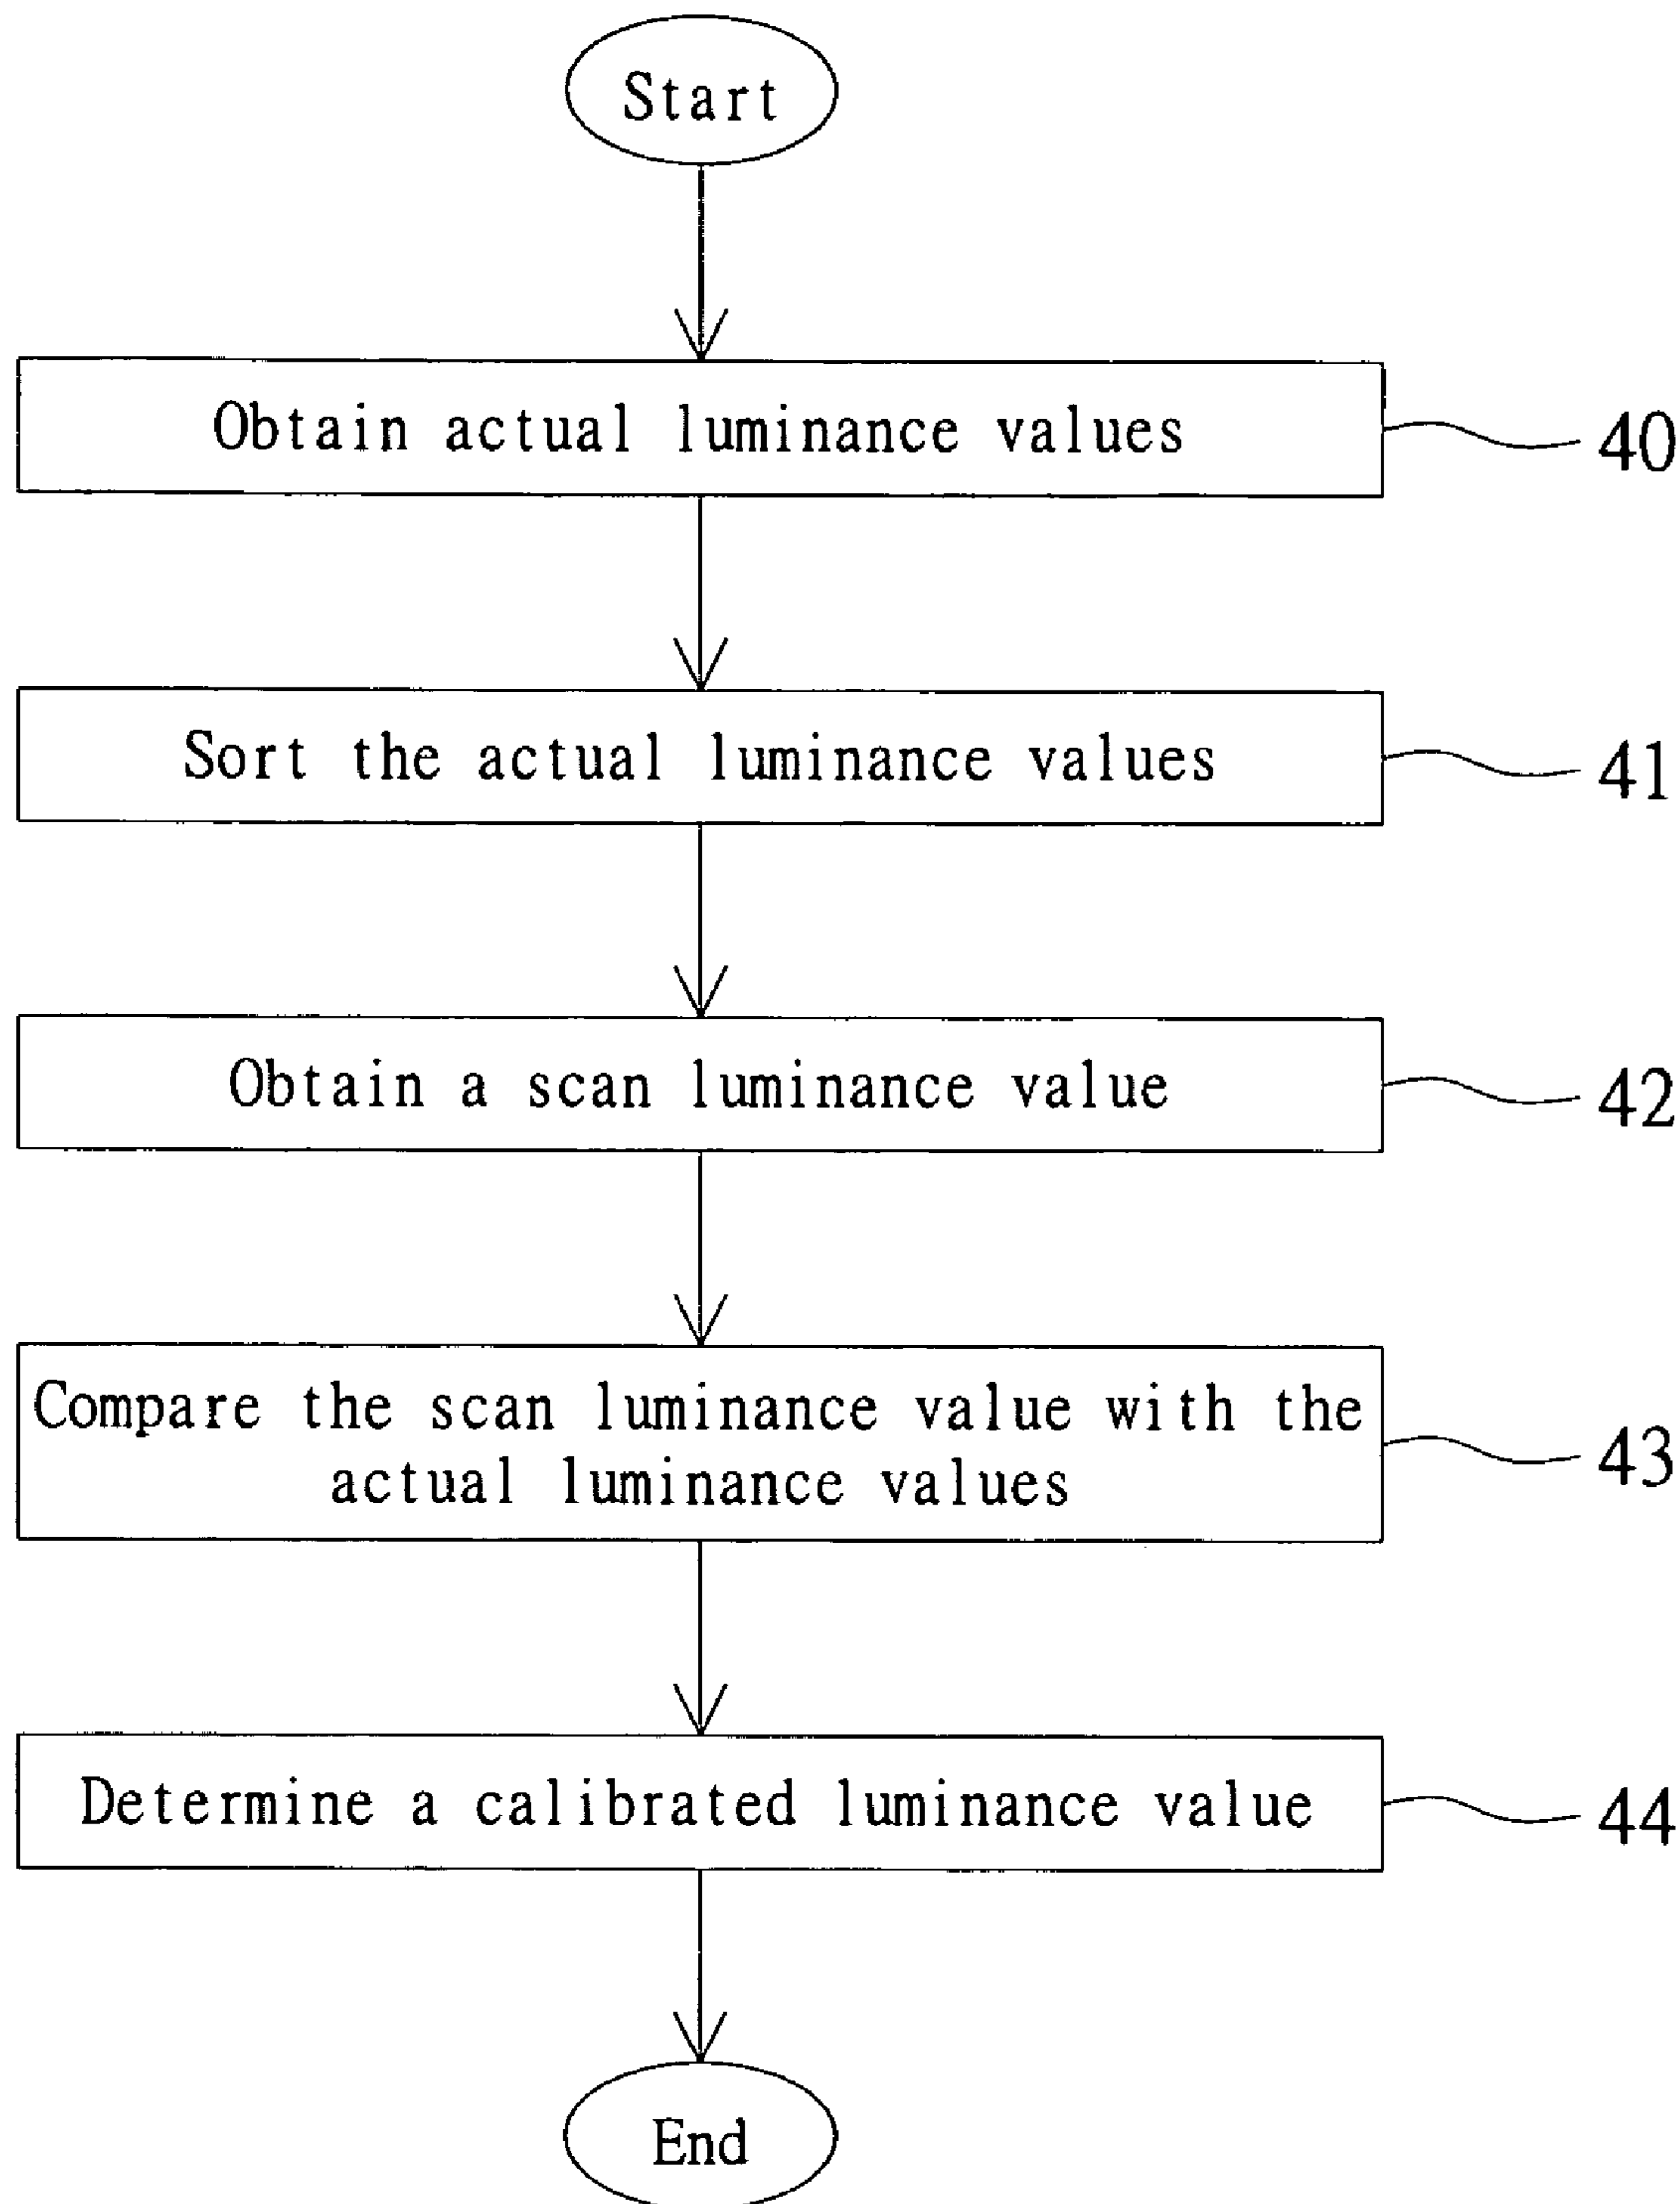 Start
Obtain actual luminance values
40
Sort the actual luminance values
41
Obtain a scan luminance value
42
Compare the scan luminance value with the
actual luminance values
43
Determine a calibrated luminance value
44
End